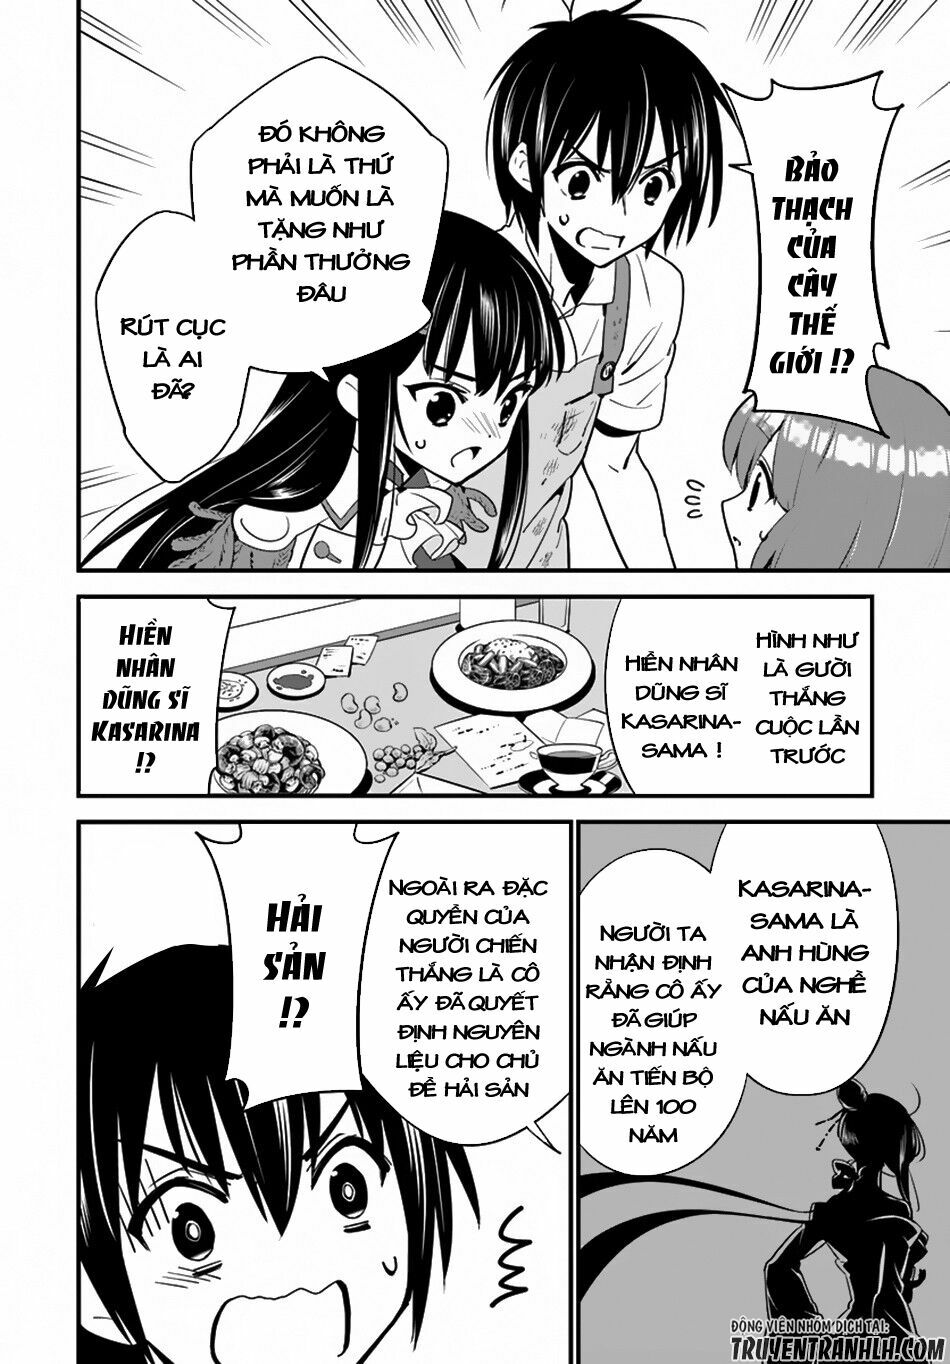 BẢO
THẠCH
CỦA
CÂY
THẾ
GIỚI !?
ĐÓ KHÔNG
PHẢI LÀ THỨ
MÀ MUỐN LÀ
TẶNG NHƯ
PHẦN THƯỞNG
ĐÂU
RÚT CỤC
LÀ AI
ĐÃ?
HÌNH NHƯ
LÀ GƯỜI
THẮNG
CUỘC LẦN
TRƯỚC
HIỂN NHÂN
DŨNG SĨ
KASARINA-
SAMA !
HIỀN
NHÂN
DŨNG SĨ
KASARINA
!?
KASARINA-
SAMA LÀ
ANH HÙNG
CỦA NGHỀ
NẤU ĂN
NGƯỜI TA
NHẬN ĐỊNH
RẰNG CÔ ẤY
ĐÃ GIÚP
NGÀNH NẤU
ĂN TIẾN BỘ
LÊN 100
NĂM
NGOÀI RA ĐẶC
QUYỀN CỦA
NGƯỜI CHIẾN
THẮNG LÀ CÔ
ẤY ĐÃ QUYẾT
ĐỊNH NGUYÊN
LIỆU CHO CHỦ
ĐỀ HẢI SẢN
HẢI
SẢN
!?
ĐỘNG VIÊN NHÓM DỊCH TẠI:
TRUYENTRANHLH.COM